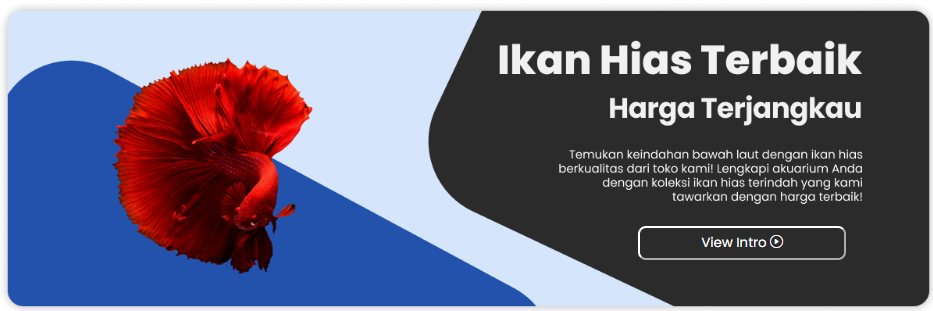 Ikan Hias Terbaik
Harga Terjangkau
Temukan keindahan bawah laut dengan ikan hias
berkualitas dari toko kami! Lengkapi akuarium Anda
dengan koleksi ikan hias terindah yang kami
tawarkan dengan harga terbaik!
View Intro